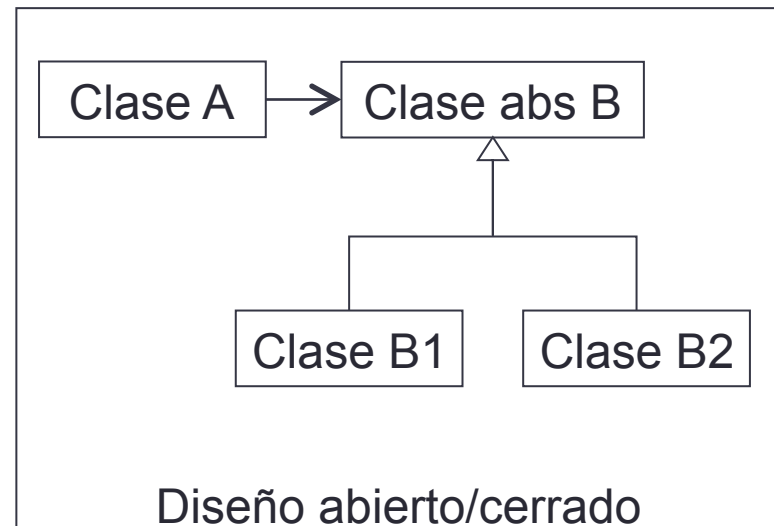 Clase A
Clase abs B
Clase B1
Clase B2
Diseño abierto/cerrado